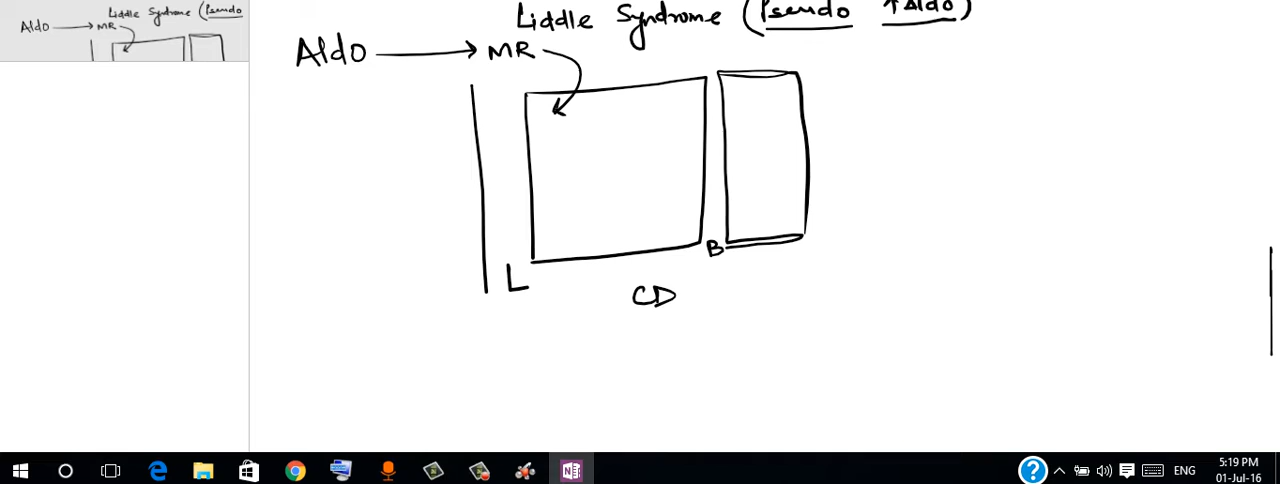 Liddle Syndrome (Pseudo
Aldo → MR
Liddle Syndrome (Pseudo ↑Aldo)
Aldo → MR
L
B
CD
ENG
5:19 PM
01-Jul-16